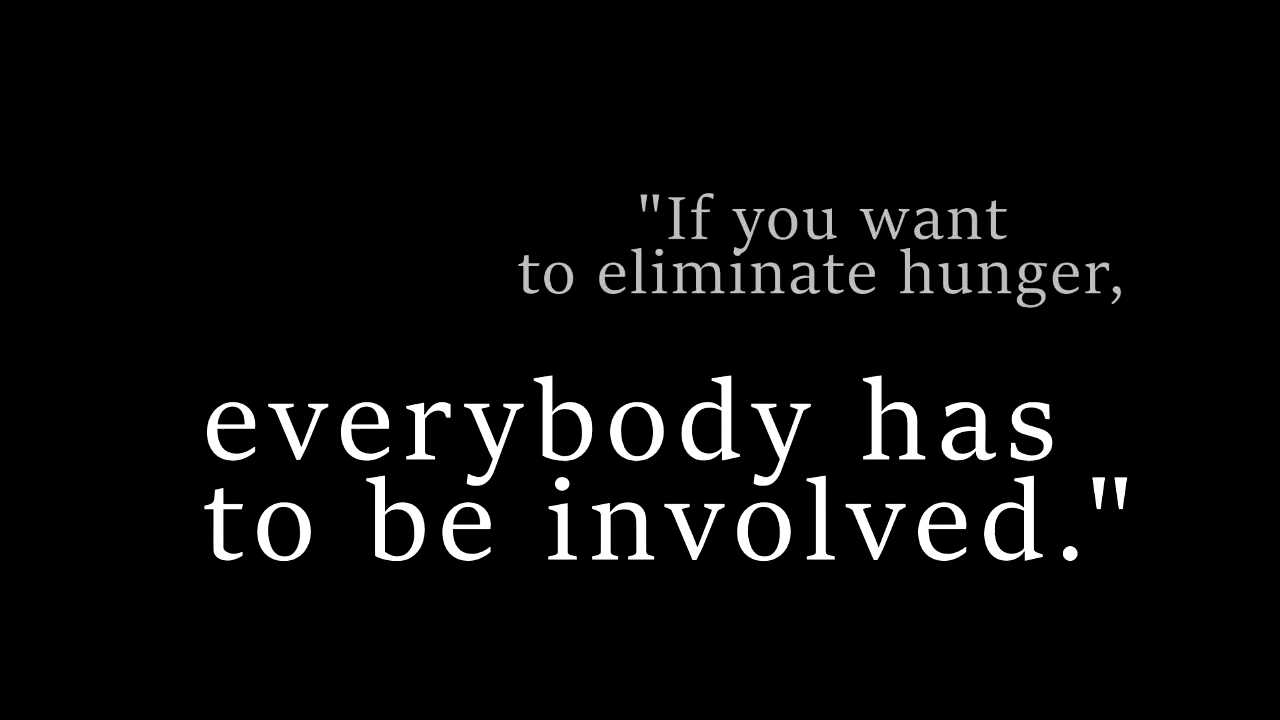 "If you want
to eliminate hunger,
everybody has
to be involved."